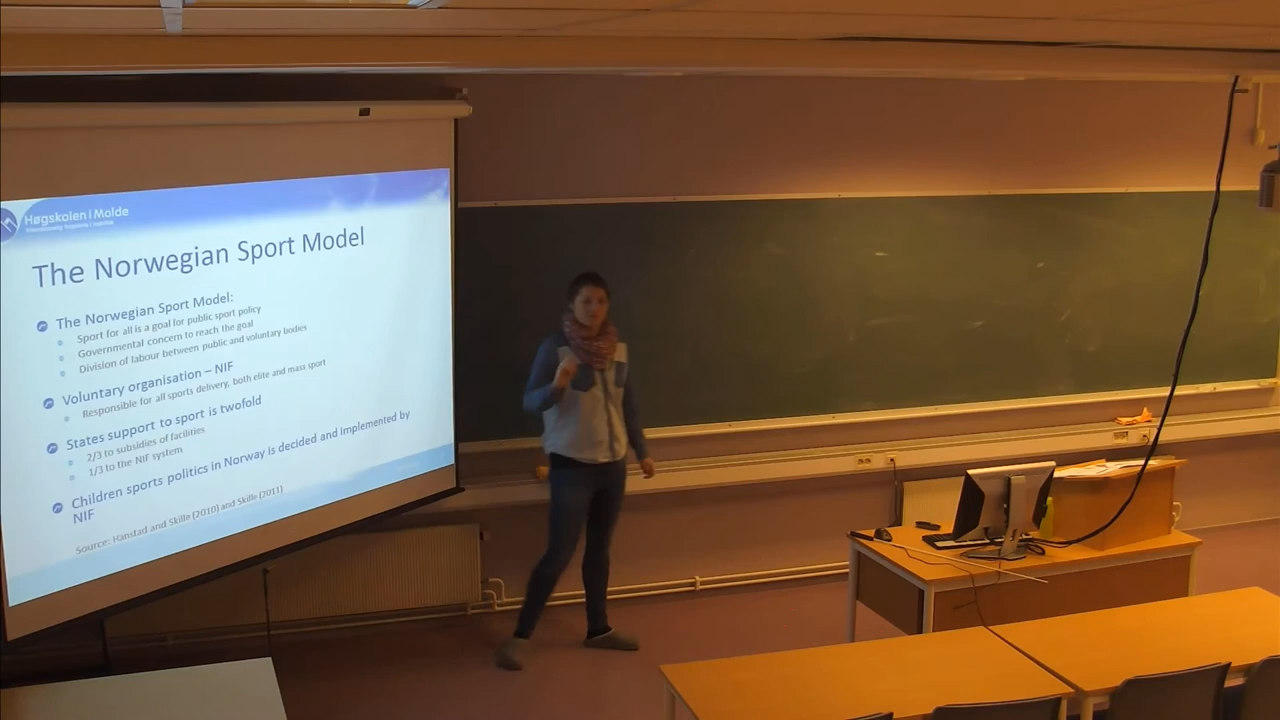 Høgskolen i Molde
The Norwegian Sport Model
The Norwegian Sport Model:
Sport for all is a goal for public sport policy
Governmental concern to reach the goal
Division of labour between public and voluntary bodies
Voluntary organisation – NIF
Responsible for all sports delivery, both elite and mass sport
States support to sport is twofold
2/3 to subsidies of facilities
1/3 to the NIF system
Children sports politics in Norway is decided and implemented by
NIF
Source: Hanstad and Skille (2010) and Skille (2011)